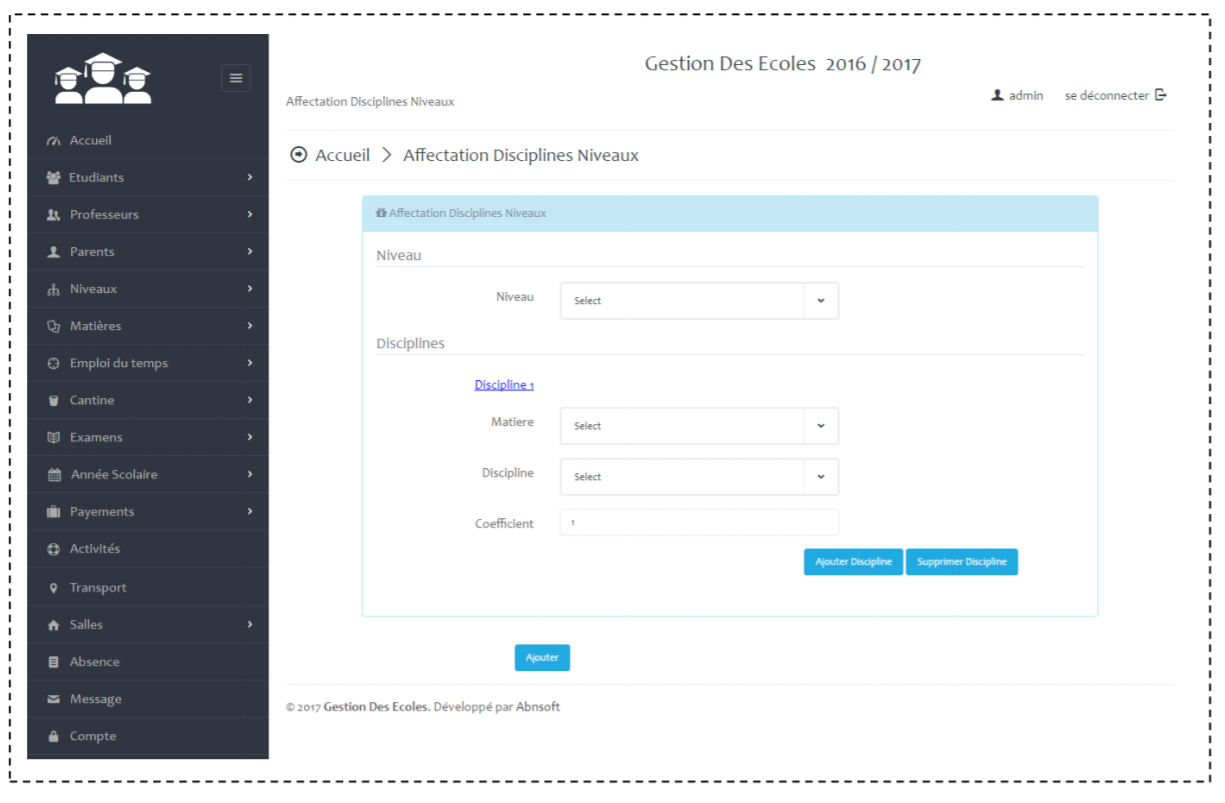 Gestion Des Ecoles 2016 / 2017
Affectation Disciplines Niveaux
admin se déconnecter
Accueil > Affectation Disciplines Niveaux
Accueil
Etudiants
Professeurs
Parents
Niveaux
Matières
Emploi du temps
Cantine
Examens
Année Scolaire
Payements
Activités
Transport
Salles
Absence
Message
Compte
Affectation Disciplines Niveaux
Niveau
Niveau Select
Disciplines
Discipline 1
Matiere Select
Discipline Select
Coefficient 1
Ajouter Discipline Supprimer Discipline
Ajouter
© 2017 Gestion Des Ecoles. Développé par Abnsoft